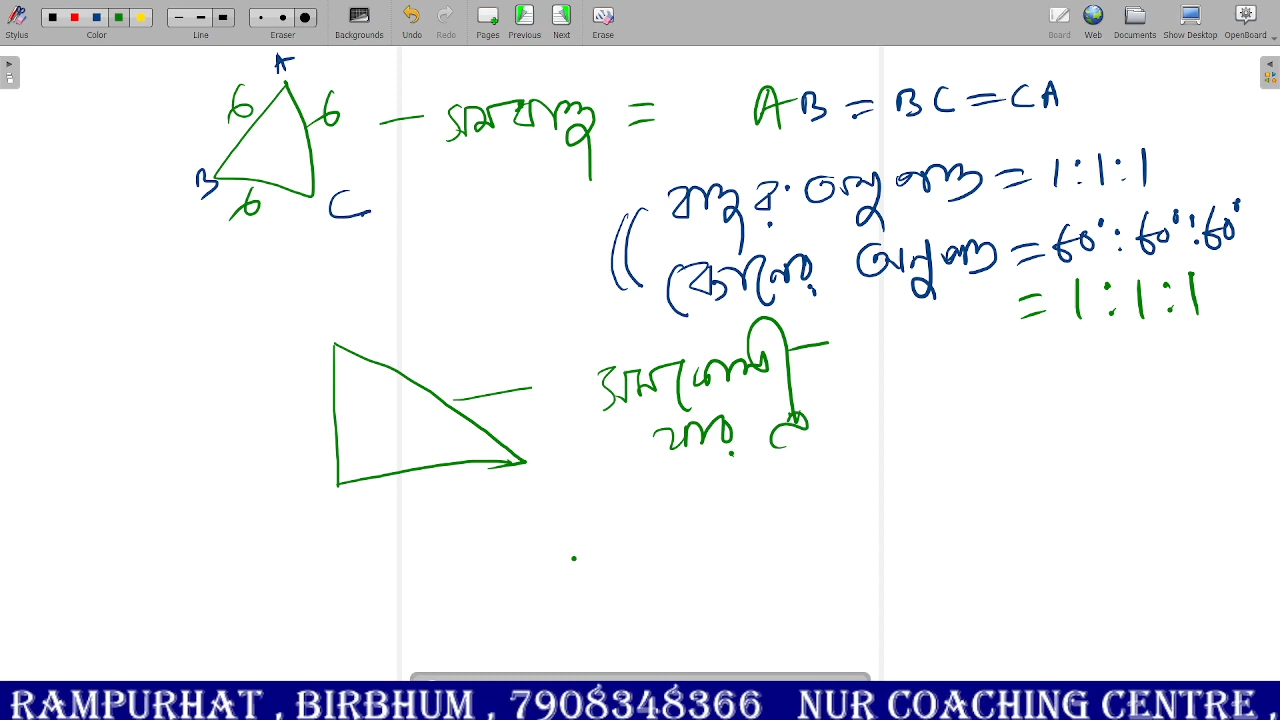 Stylus Color Line Eraser Backgrounds Undo Redo Pages Previous Next Erase Board Web Documents Show Desktop OpenBoard
A
6 6 — সমবাহু = AB = BC = CA
B 6 C
বাহুর অনুপাত = 1:1:1
কোনের অনুপাত = 60°:60°:60°
= 1:1:1
সমকোণী —
যার
RAMPURHAT , BIRBHUM , 7908348366 NUR COACHING CENTRE .